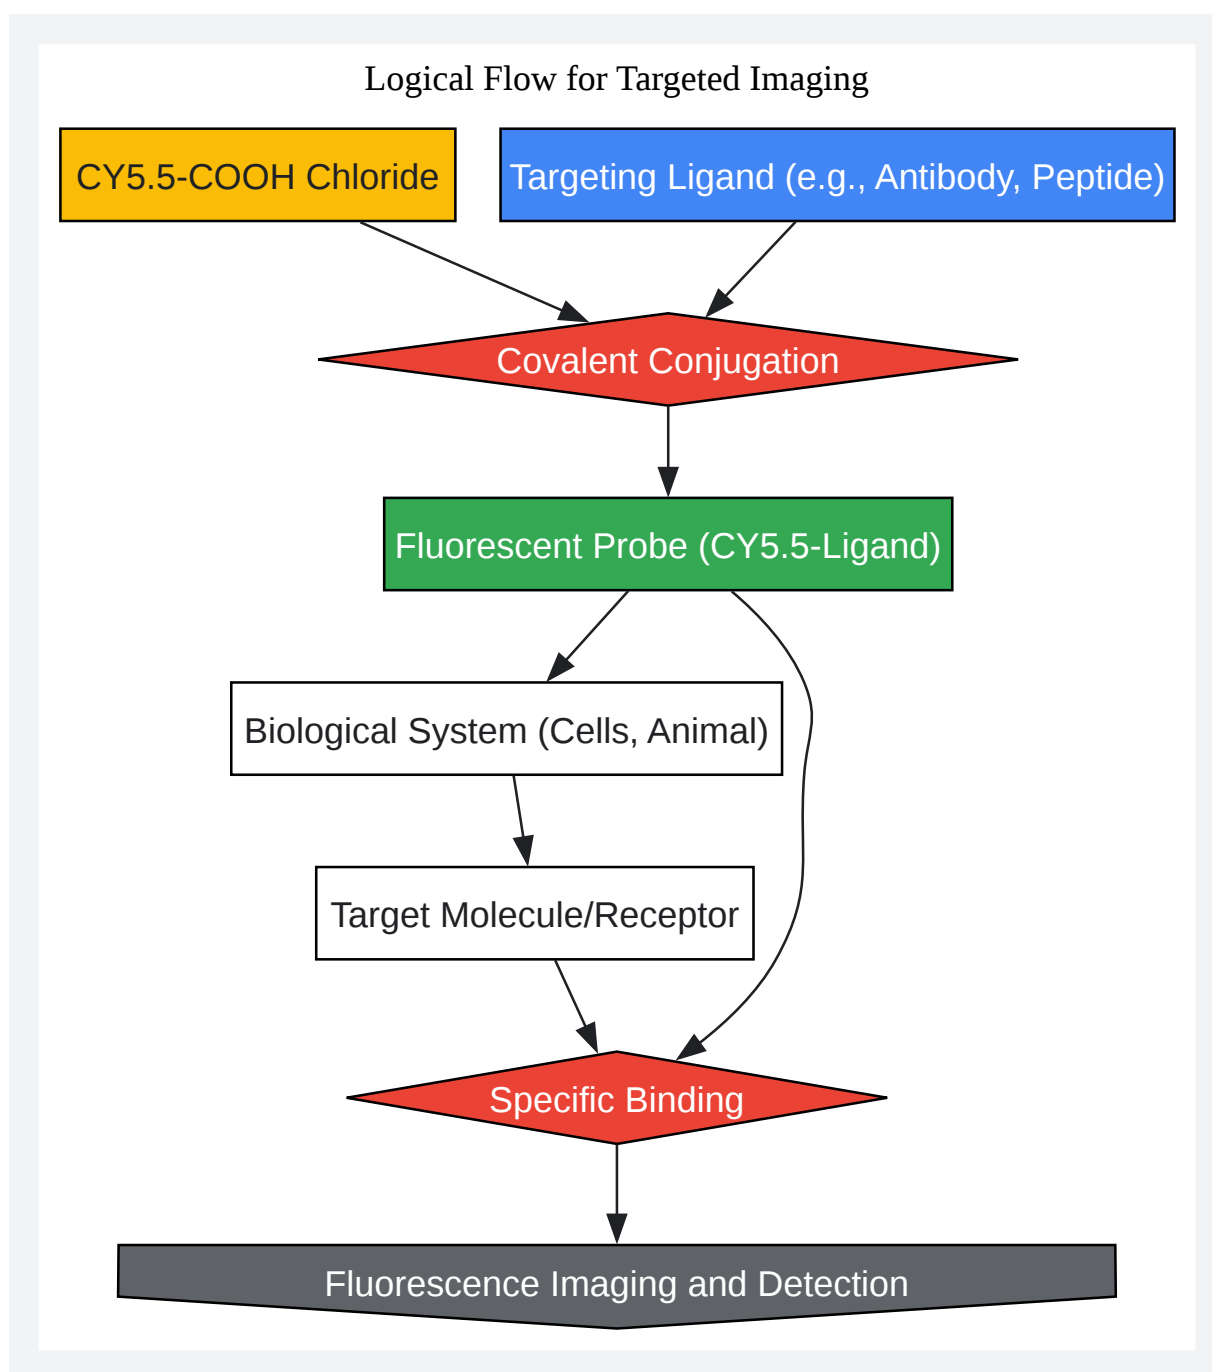 Logical Flow for Targeted Imaging
CY5.5-COOH Chloride
Targeting Ligand (e.g., Antibody, Peptide)
Covalent Conjugation
Fluorescent Probe (CY5.5-Ligand)
Biological System (Cells, Animal)
Target Molecule/Receptor
Specific Binding
Fluorescence Imaging and Detection